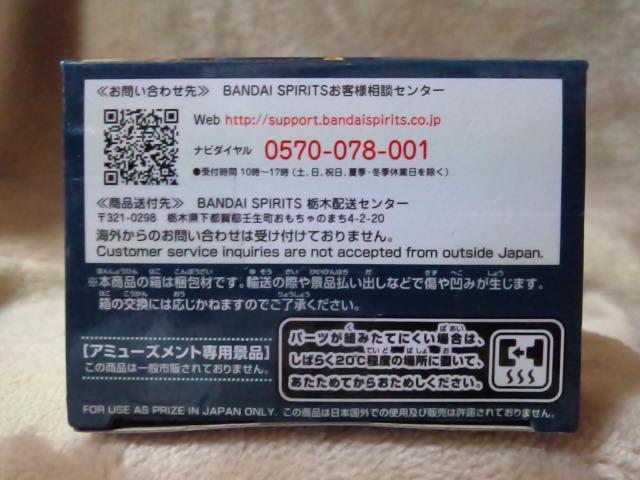 ≪お問い合わせ先≫ BANDAI SPIRITSお客様相談センター
Web http://support.bandaispirits.co.jp
ナビダイヤル 0570-078-001
●受付時間 10時〜17時 (土、日、祝日、夏季・冬季休業日を除く)
≪商品送付先≫ BANDAI SPIRITS 栃木配送センター
〒321-0298 栃木県下都賀郡壬生町おもちゃのまち4-2-20
海外からのお問い合わせは受け付けておりません。
Customer service inquiries are not accepted from outside Japan.
※本商品の箱は梱包材です。輸送の際や景品払い出しなどで傷や凹みが生じます。
箱の交換には応じかねますのでご了承ください。
【アミューズメント専用景品】
この商品は一般市販されておりません。
パーツが組みたてにくい場合は、
しばらく20℃程度の場所に置いて、
あたためてからおためしください。
FOR USE AS PRIZE IN JAPAN ONLY. この商品は日本国外での使用及び販売は許諾されておりません。